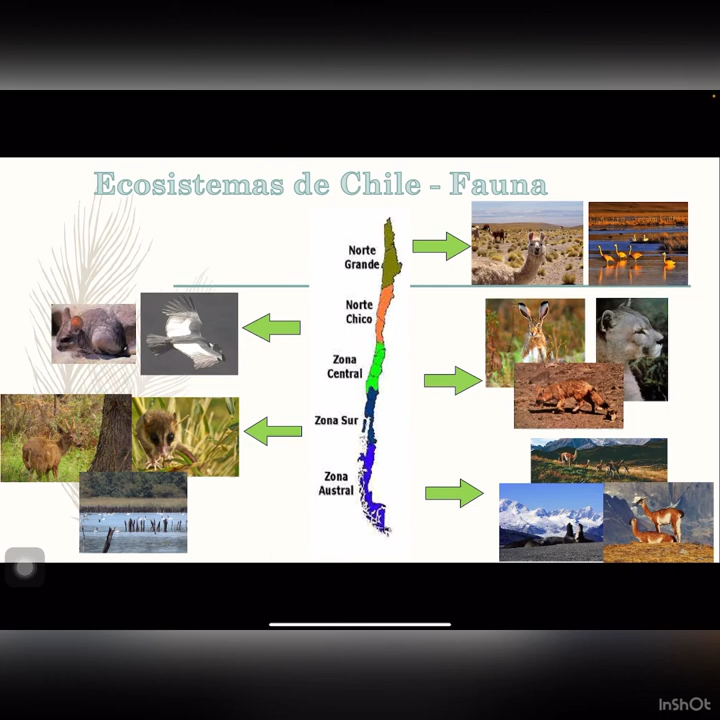 Ecosistemas de Chile - Fauna
Norte
Grande
Norte
Chico
Zona
Central
Zona Sur
Zona
Austral
InShOt